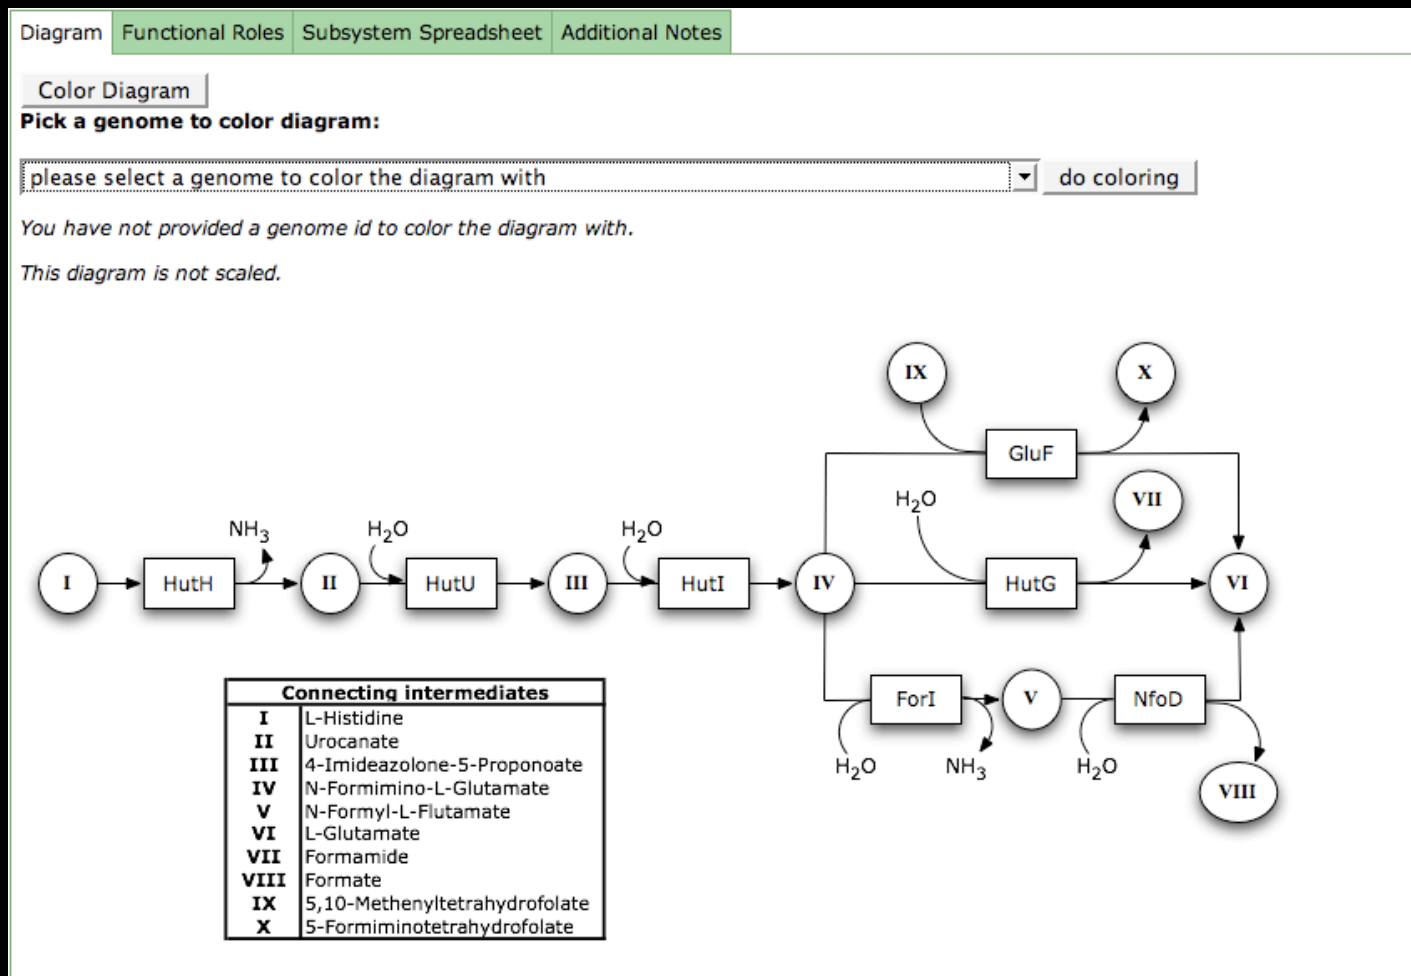 Diagram Functional Roles Subsystem Spreadsheet Additional Notes
Color Diagram
Pick a genome to color diagram:
please select a genome to color the diagram with do coloring
You have not provided a genome id to color the diagram with.
This diagram is not scaled.
IX X
GluF
H2O VII
NH3 H2O H2O
I HutH II HutU III HutI IV HutG VI
ForI V NfoD
H2O NH3 H2O
VIII
Connecting intermediates
I L-Histidine
II Urocanate
III 4-Imideazolone-5-Proponoate
IV N-Formimino-L-Glutamate
V N-Formyl-L-Flutamate
VI L-Glutamate
VII Formamide
VIII Formate
IX 5,10-Methenyltetrahydrofolate
X 5-Formiminotetrahydrofolate